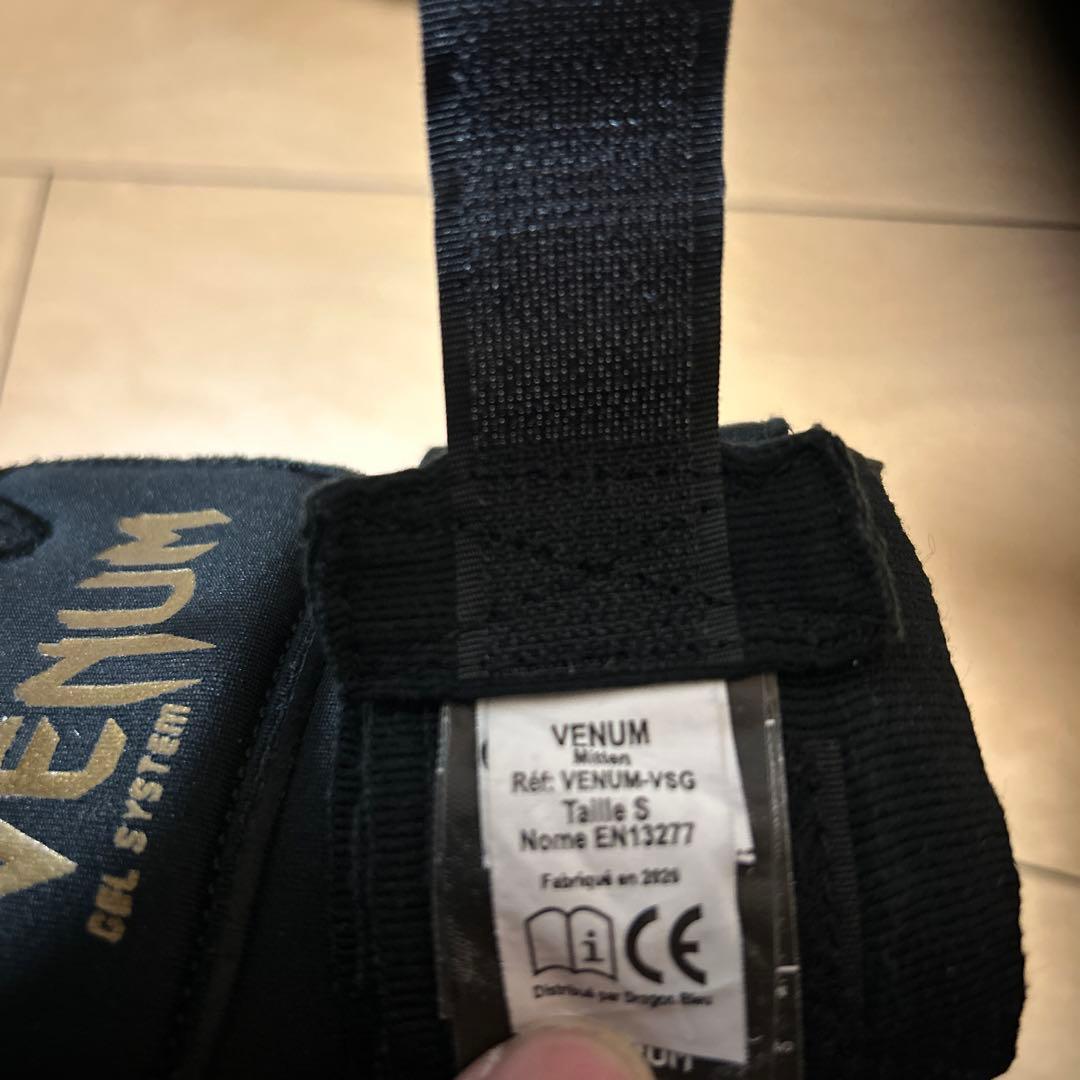 VENUM
GEL SYSTEM
VENUM
Mitten
Réf: VENUM-VSG
Taille S
Nome EN13277
Fabriqué en 2020
i CE
Distribué par Dragon Bleu